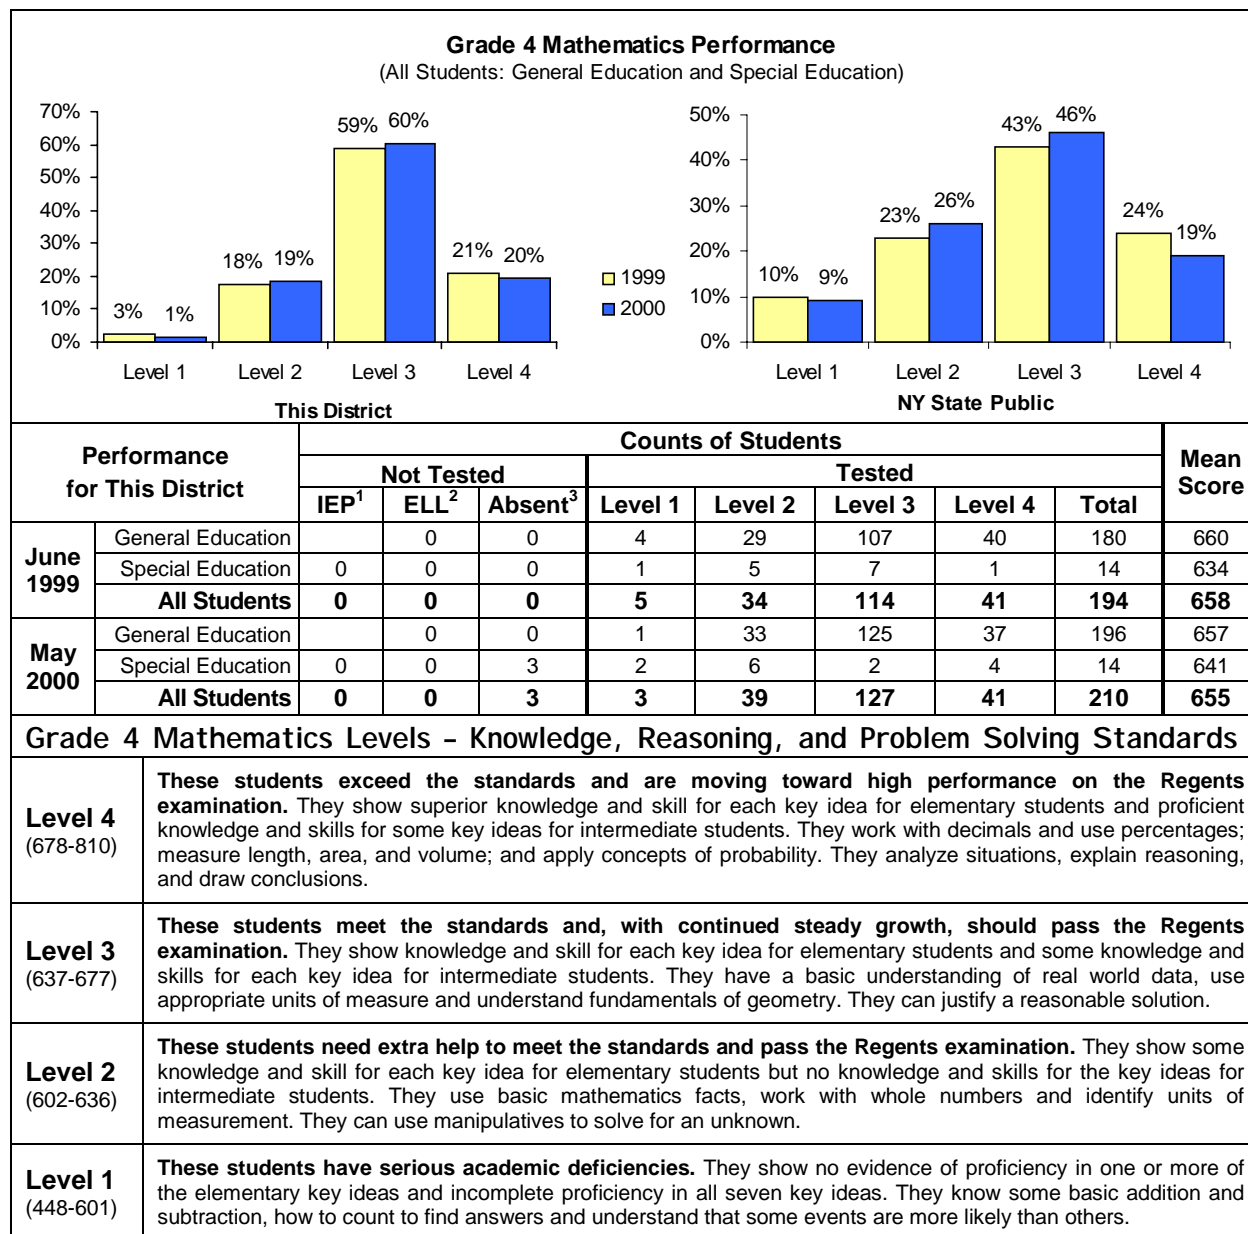 Grade 4 Mathematics Performance
(All Students: General Education and Special Education)
70%
60%
50%
40%
30%
20%
10%
0%
3% 1%
18% 19%
59% 60%
21% 20%
Level 1 Level 2 Level 3 Level 4
This District
1999
2000
50%
40%
30%
20%
10%
0%
10% 9%
23% 26%
43% 46%
24% 19%
Level 1 Level 2 Level 3 Level 4
NY State Public
Performance for This District Counts of Students Mean Score
Not Tested Tested
IEP1 ELL2 Absent3 Level 1 Level 2 Level 3 Level 4 Total
June 1999
General Education 0 0 4 29 107 40 180 660
Special Education 0 0 0 1 5 7 1 14 634
All Students 0 0 0 5 34 114 41 194 658
May 2000
General Education 0 0 1 33 125 37 196 657
Special Education 0 0 3 2 6 2 4 14 641
All Students 0 0 3 3 39 127 41 210 655
Grade 4 Mathematics Levels – Knowledge, Reasoning, and Problem Solving Standards
Level 4
(678-810)
These students exceed the standards and are moving toward high performance on the Regents
examination. They show superior knowledge and skill for each key idea for elementary students and proficient
knowledge and skills for some key ideas for intermediate students. They work with decimals and use percentages;
measure length, area, and volume; and apply concepts of probability. They analyze situations, explain reasoning,
and draw conclusions.
Level 3
(637-677)
These students meet the standards and, with continued steady growth, should pass the Regents
examination. They show knowledge and skill for each key idea for elementary students and some knowledge and
skills for each key idea for intermediate students. They have a basic understanding of real world data, use
appropriate units of measure and understand fundamentals of geometry. They can justify a reasonable solution.
Level 2
(602-636)
These students need extra help to meet the standards and pass the Regents examination. They show some
knowledge and skill for each key idea for elementary students but no knowledge and skills for the key ideas for
intermediate students. They use basic mathematics facts, work with whole numbers and identify units of
measurement. They can use manipulatives to solve for an unknown.
Level 1
(448-601)
These students have serious academic deficiencies. They show no evidence of proficiency in one or more of
the elementary key ideas and incomplete proficiency in all seven key ideas. They know some basic addition and
subtraction, how to count to find answers and understand that some events are more likely than others.